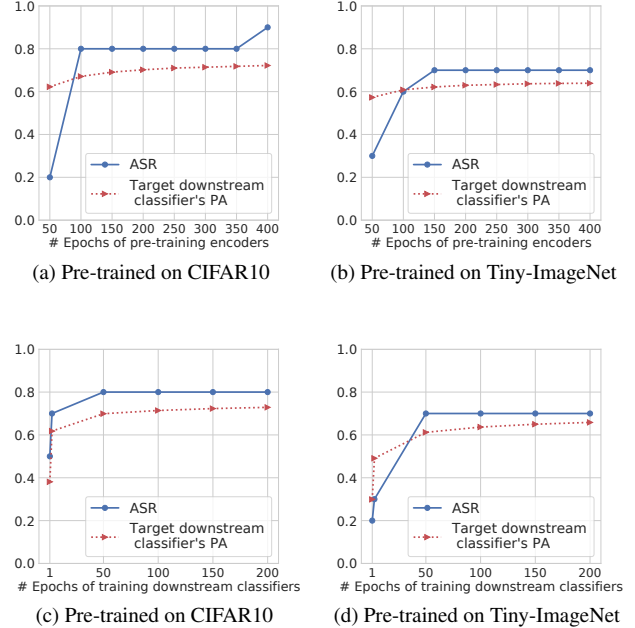 1.0
0.8
0.6
0.4
0.2
0.0
ASR
Target downstream
classifier's PA
50 100 150 200 250 300 350 400
# Epochs of pre-training encoders
(a) Pre-trained on CIFAR10
1.0
0.8
0.6
0.4
0.2
0.0
ASR
Target downstream
classifier's PA
50 100 150 200 250 300 350 400
# Epochs of pre-training encoders
(b) Pre-trained on Tiny-ImageNet
1.0
0.8
0.6
0.4
0.2
0.0
ASR
Target downstream
classifier's PA
1 50 100 150 200
# Epochs of training downstream classifiers
(c) Pre-trained on CIFAR10
1.0
0.8
0.6
0.4
0.2
0.0
ASR
Target downstream
classifier's PA
1 50 100 150 200
# Epochs of training downstream classifiers
(d) Pre-trained on Tiny-ImageNet